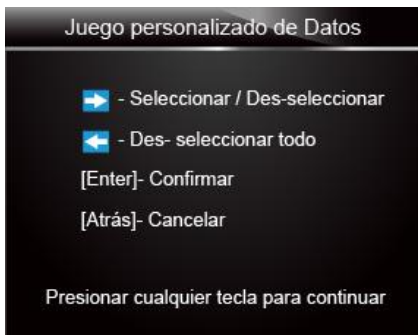 Juego personalizado de Datos
- Seleccionar / Des-seleccionar
- Des- seleccionar todo
[Enter]- Confirmar
[Atrás]- Cancelar
Presionar cualquier tecla para continuar